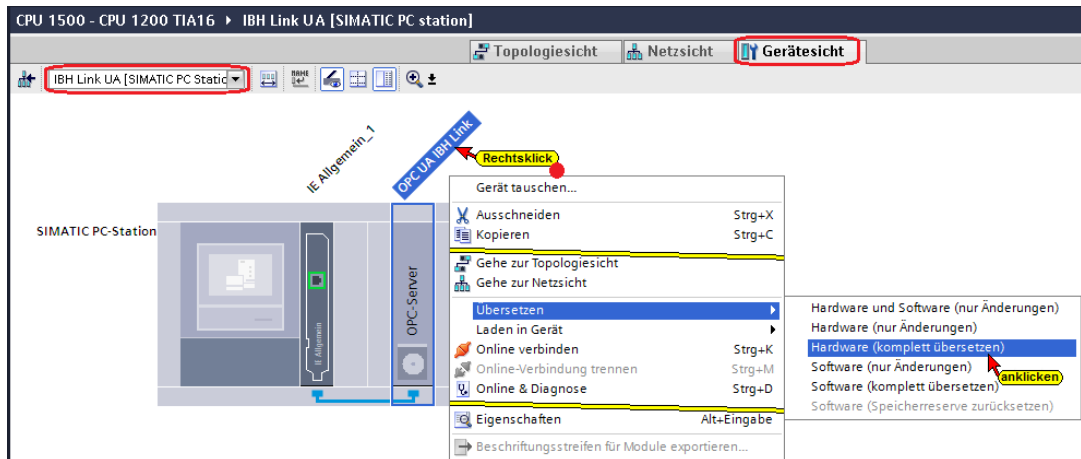 CPU 1500 - CPU 1200 TIA16 ▸ IBH Link UA [SIMATIC PC station]
Topologiesicht Netzsicht Gerätesicht
IBH Link UA [SIMATIC PC Static
NAME
IE Allgemein_1
OPC UA IBH Link
Rechtsklick
SIMATIC PC-Station
IE Allgemein
OPC-Server
Gerät tauschen...
Ausschneiden Strg+X
Kopieren Strg+C
Gehe zur Topologiesicht
Gehe zur Netzsicht
Übersetzen
Laden in Gerät
Online verbinden Strg+K
Online-Verbindung trennen Strg+M
Online & Diagnose Strg+D
Eigenschaften Alt+Eingabe
Beschriftungsstreifen für Module exportieren...
Hardware und Software (nur Änderungen)
Hardware (nur Änderungen)
Hardware (komplett übersetzen)
Software (nur Änderungen)
anklicken
Software (komplett übersetzen)
Software (Speicherreserve zurücksetzen)